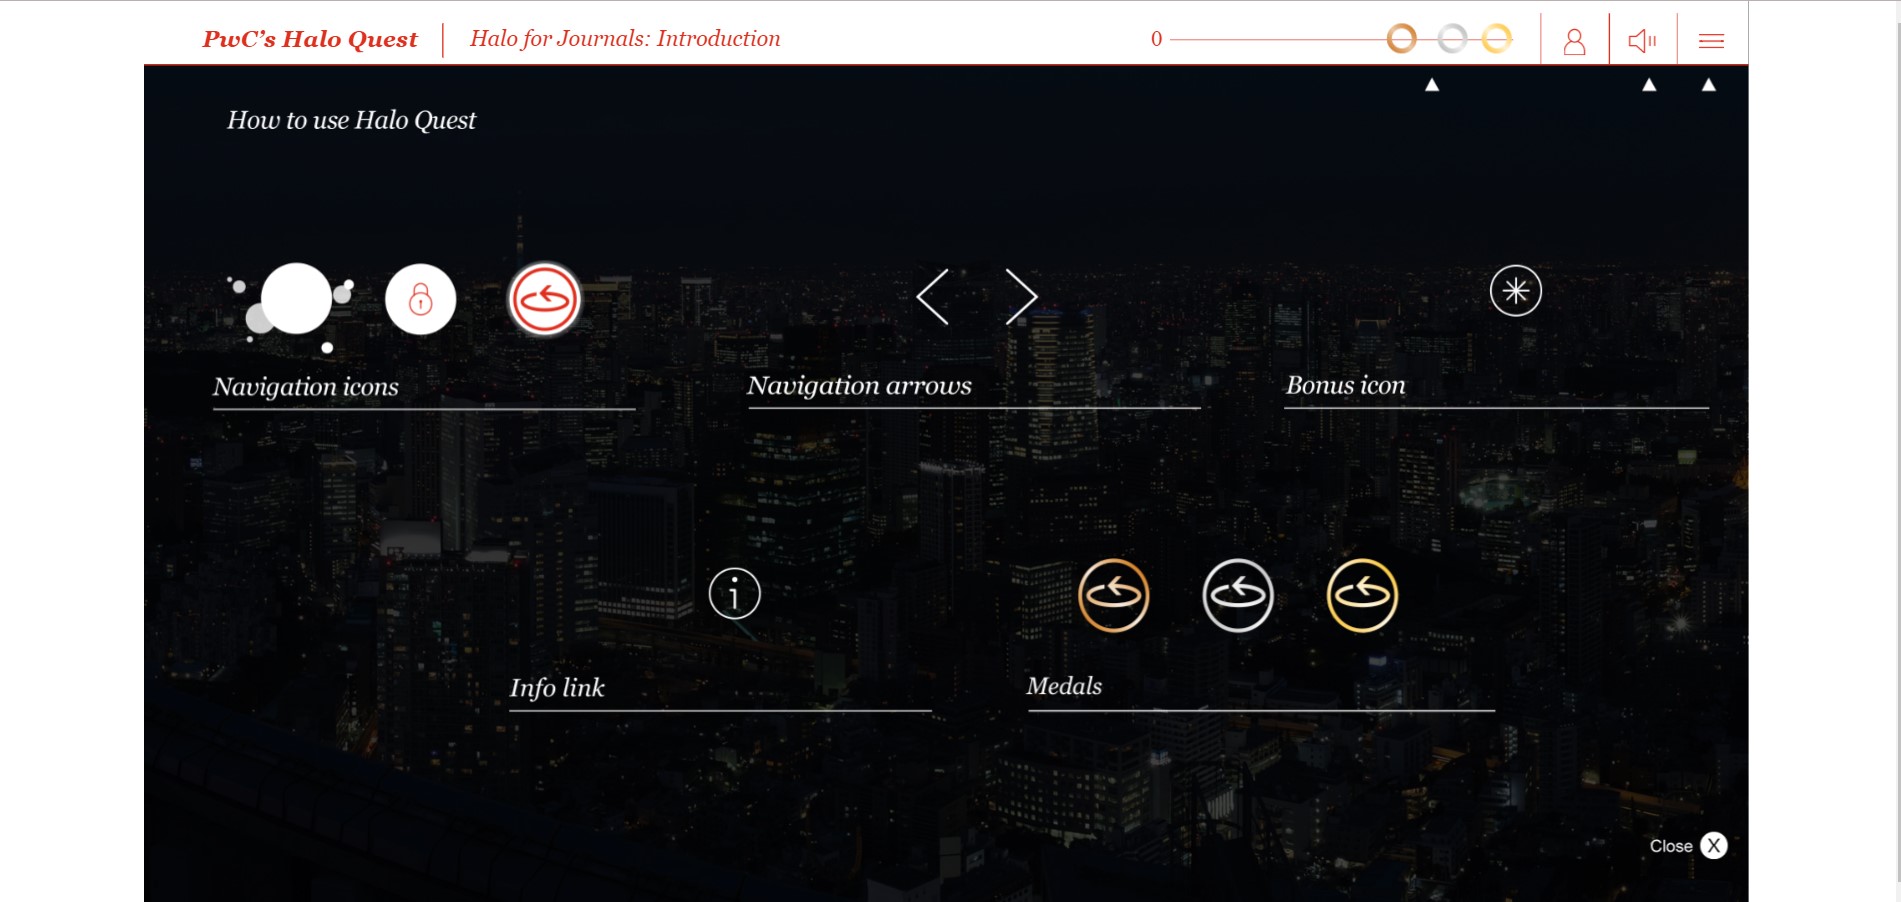 PwC's Halo Quest
Halo for Journals: Introduction
0
How to use Halo Quest
Navigation icons
Navigation arrows
Bonus icon
i
Info link
Medals
Close X